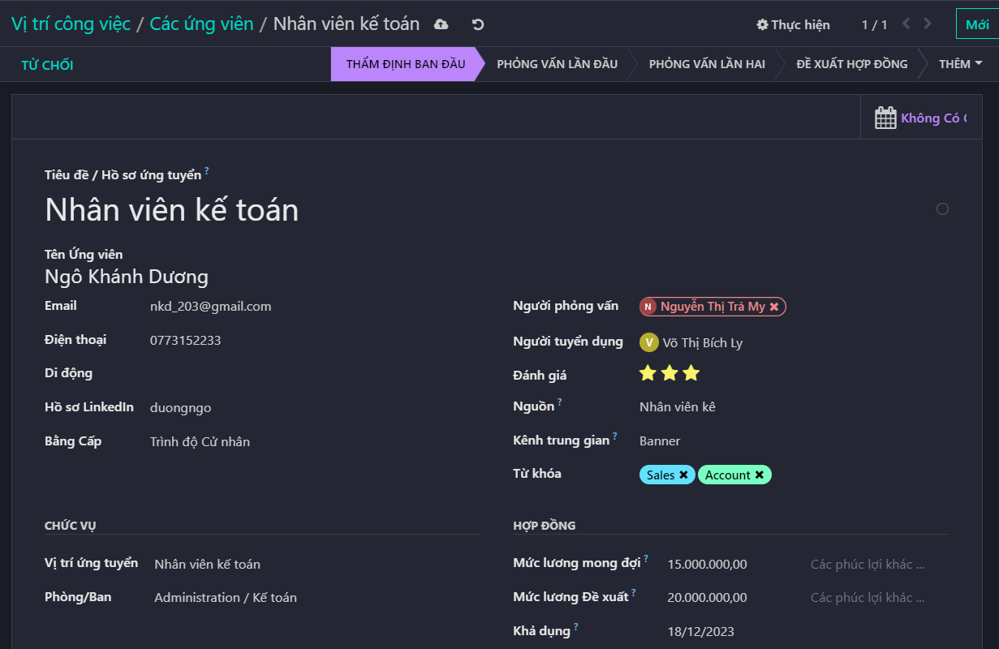 Vị trí công việc / Các ứng viên / Nhân viên kế toán
Thực hiện
1 / 1
Mới
TỪ CHỐI
THẨM ĐỊNH BAN ĐẦU
PHỎNG VẤN LẦN ĐẦU
PHỎNG VẤN LẦN HAI
ĐỀ XUẤT HỢP ĐỒNG
THÊM
Không Có
Tiêu đề / Hồ sơ ứng tuyển ?
Nhân viên kế toán
Tên Ứng viên
Ngô Khánh Dương
Email nkd_203@gmail.com
Điện thoại 0773152233
Di động
Hồ sơ LinkedIn duongngo
Bằng Cấp Trình độ Cử nhân
Người phỏng vấn N Nguyễn Thị Trà My
Người tuyển dụng V Võ Thị Bích Ly
Đánh giá
Nguồn ? Nhân viên kê
Kênh trung gian ? Banner
Từ khóa Sales Account
CHỨC VỤ
Vị trí ứng tuyển Nhân viên kế toán
Phòng/Ban Administration / Kế toán
HỢP ĐỒNG
Mức lương mong đợi ? 15.000.000,00 Các phúc lợi khác ...
Mức lương Đề xuất ? 20.000.000,00 Các phúc lợi khác ...
Khả dụng ? 18/12/2023